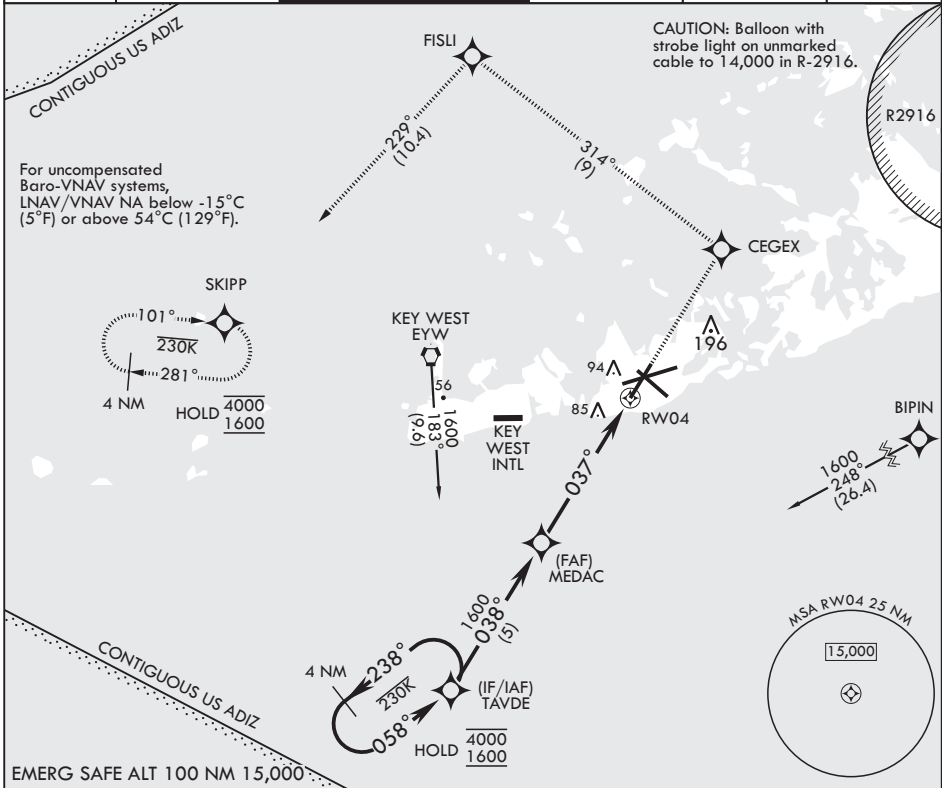 CONTIGUOUS US ADIZ
FISLI
CAUTION: Balloon with
strobe light on unmarked
cable to 14,000 in R-2916.
R2916
229°
(10.4)
314°
(9)
For uncompensated
Baro-VNAV systems,
LNAV/VNAV NA below -15°C
(5°F) or above 54°C (129°F).
CEGEX
SKIPP
101°
230K
281°
4 NM
HOLD
4000
1600
KEY WEST
EYW
56
1600
183°
(9.6)
KEY
WEST
INTL
196
94
85
RW04
BIPIN
1600
248°
(26.4)
037°
(FAF)
MEDAC
1600
038°
(5)
4 NM
238°
230K
058°
(IF/IAF)
TAVDE
HOLD
4000
1600
MSA RW04 25 NM
15,000
CONTIGUOUS US ADIZ
EMERG SAFE ALT 100 NM 15,000